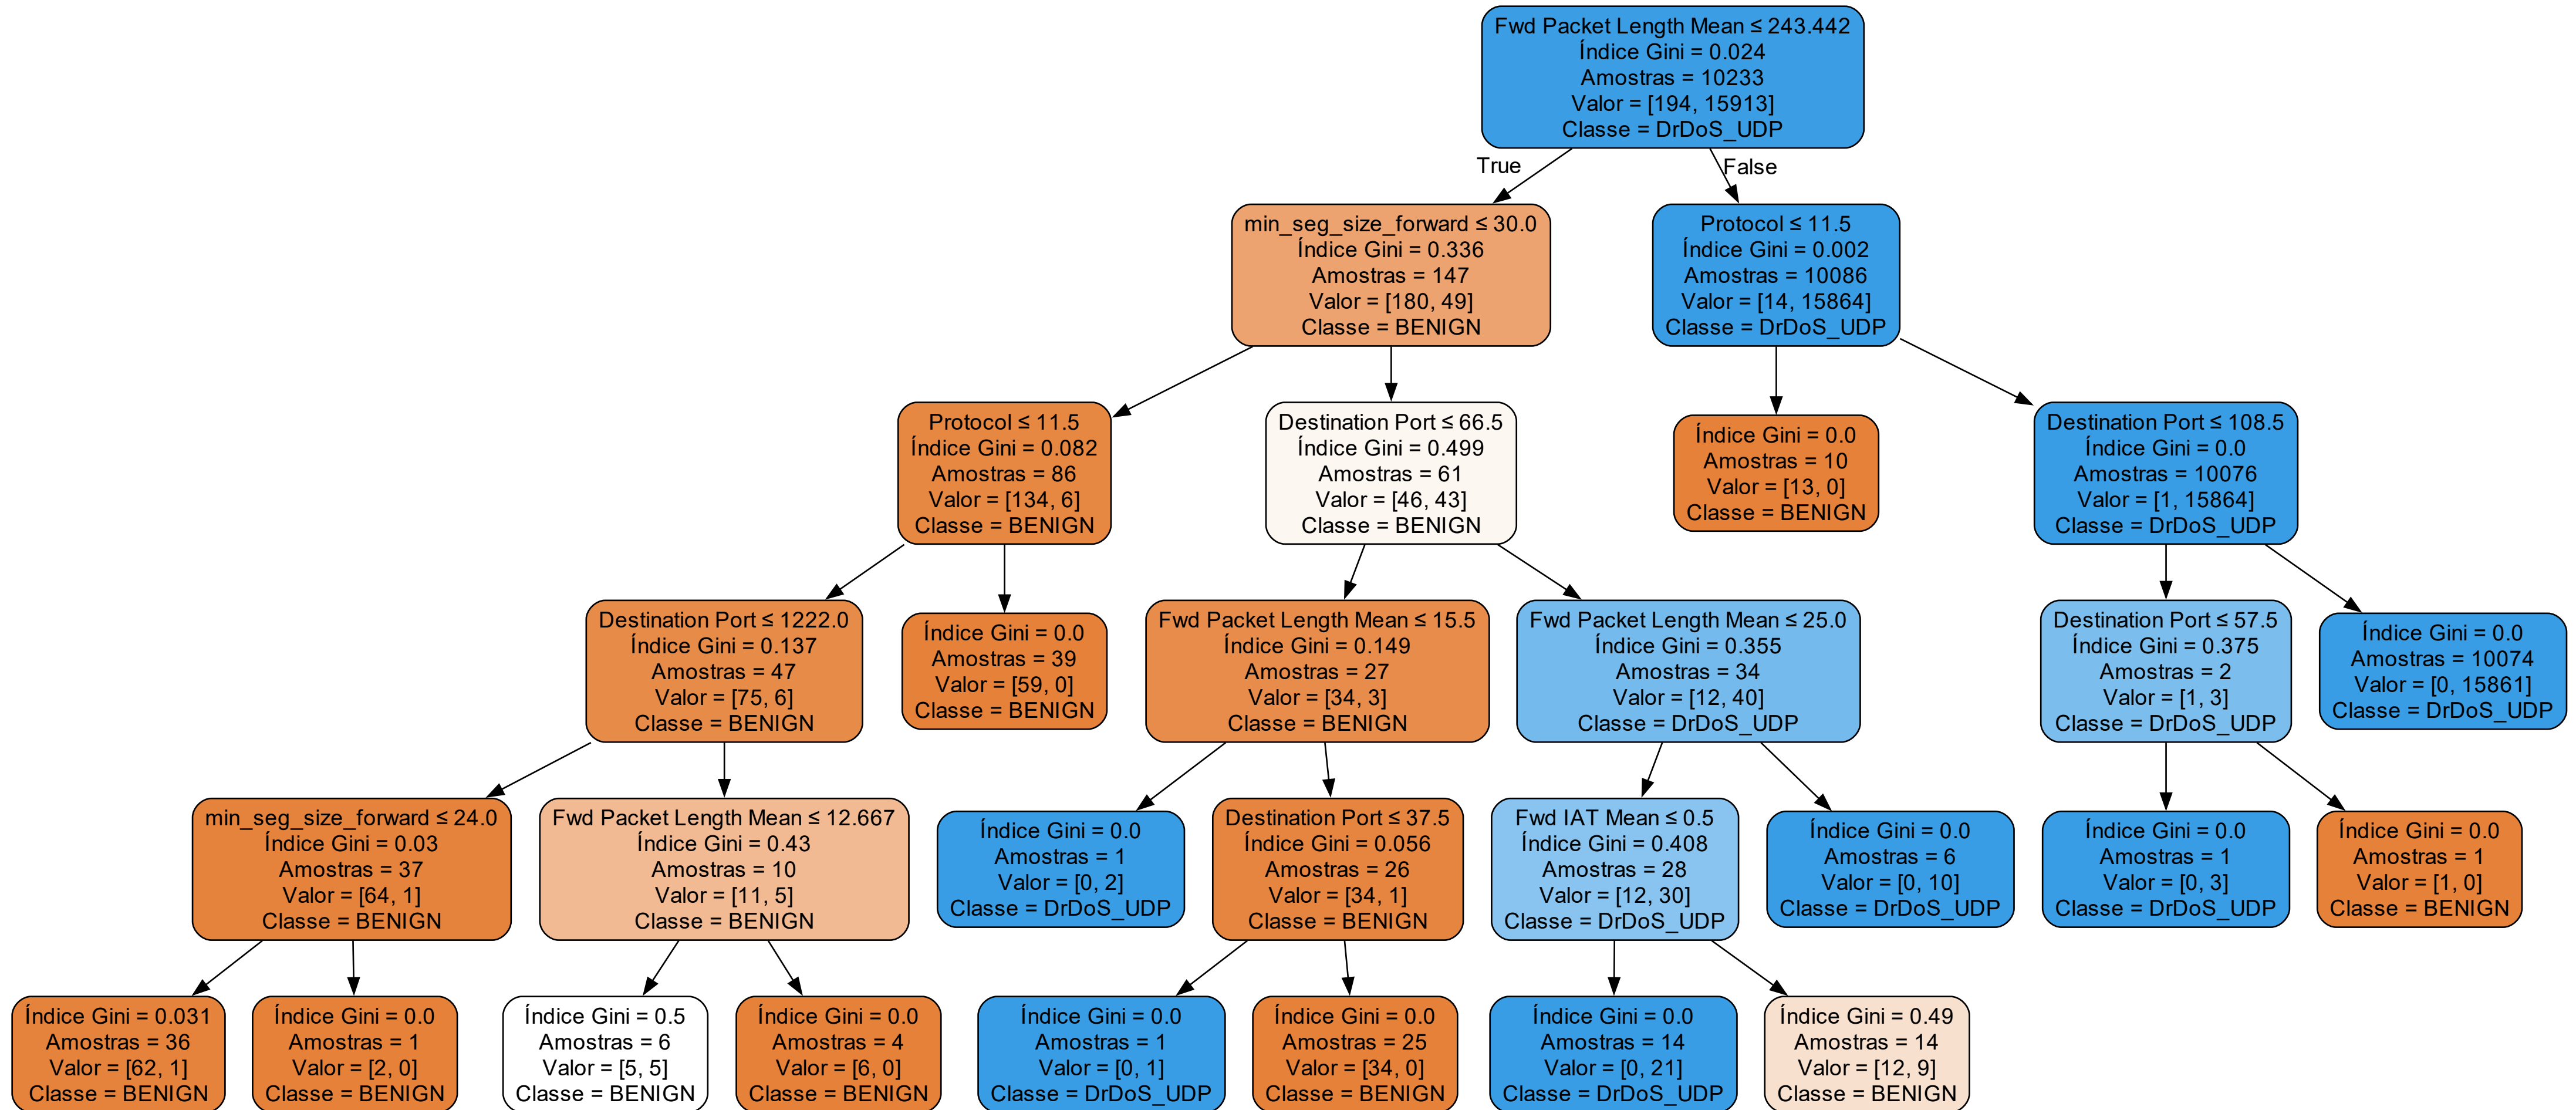 Fwd Packet Length Mean ≤ 243.442
Índice Gini = 0.024
Amostras = 10233
Valor = [194, 15913]
Classe = DrDoS_UDP
True
False
min_seg_size_forward ≤ 30.0
Índice Gini = 0.336
Amostras = 147
Valor = [180, 49]
Classe = BENIGN
Protocol ≤ 11.5
Índice Gini = 0.002
Amostras = 10086
Valor = [14, 15864]
Classe = DrDoS_UDP
Protocol ≤ 11.5
Índice Gini = 0.082
Amostras = 86
Valor = [134, 6]
Classe = BENIGN
Destination Port ≤ 66.5
Índice Gini = 0.499
Amostras = 61
Valor = [46, 43]
Classe = BENIGN
Índice Gini = 0.0
Amostras = 10
Valor = [13, 0]
Classe = BENIGN
Destination Port ≤ 108.5
Índice Gini = 0.0
Amostras = 10076
Valor = [1, 15864]
Classe = DrDoS_UDP
Destination Port ≤ 1222.0
Índice Gini = 0.137
Amostras = 47
Valor = [75, 6]
Classe = BENIGN
Índice Gini = 0.0
Amostras = 39
Valor = [59, 0]
Classe = BENIGN
Fwd Packet Length Mean ≤ 15.5
Índice Gini = 0.149
Amostras = 27
Valor = [34, 3]
Classe = BENIGN
Fwd Packet Length Mean ≤ 25.0
Índice Gini = 0.355
Amostras = 34
Valor = [12, 40]
Classe = DrDoS_UDP
Destination Port ≤ 57.5
Índice Gini = 0.375
Amostras = 2
Valor = [1, 3]
Classe = DrDoS_UDP
Índice Gini = 0.0
Amostras = 10074
Valor = [0, 15861]
Classe = DrDoS_UDP
min_seg_size_forward ≤ 24.0
Índice Gini = 0.03
Amostras = 37
Valor = [64, 1]
Classe = BENIGN
Fwd Packet Length Mean ≤ 12.667
Índice Gini = 0.43
Amostras = 10
Valor = [11, 5]
Classe = BENIGN
Índice Gini = 0.0
Amostras = 1
Valor = [0, 2]
Classe = DrDoS_UDP
Destination Port ≤ 37.5
Índice Gini = 0.056
Amostras = 26
Valor = [34, 1]
Classe = BENIGN
Fwd IAT Mean ≤ 0.5
Índice Gini = 0.408
Amostras = 28
Valor = [12, 30]
Classe = DrDoS_UDP
Índice Gini = 0.0
Amostras = 6
Valor = [0, 10]
Classe = DrDoS_UDP
Índice Gini = 0.0
Amostras = 1
Valor = [0, 3]
Classe = DrDoS_UDP
Índice Gini = 0.0
Amostras = 1
Valor = [1, 0]
Classe = BENIGN
Índice Gini = 0.031
Amostras = 36
Valor = [62, 1]
Classe = BENIGN
Índice Gini = 0.0
Amostras = 1
Valor = [2, 0]
Classe = BENIGN
Índice Gini = 0.5
Amostras = 6
Valor = [5, 5]
Classe = BENIGN
Índice Gini = 0.0
Amostras = 4
Valor = [6, 0]
Classe = BENIGN
Índice Gini = 0.0
Amostras = 1
Valor = [0, 1]
Classe = DrDoS_UDP
Índice Gini = 0.0
Amostras = 25
Valor = [34, 0]
Classe = BENIGN
Índice Gini = 0.0
Amostras = 14
Valor = [0, 21]
Classe = DrDoS_UDP
Índice Gini = 0.49
Amostras = 14
Valor = [12, 9]
Classe = BENIGN